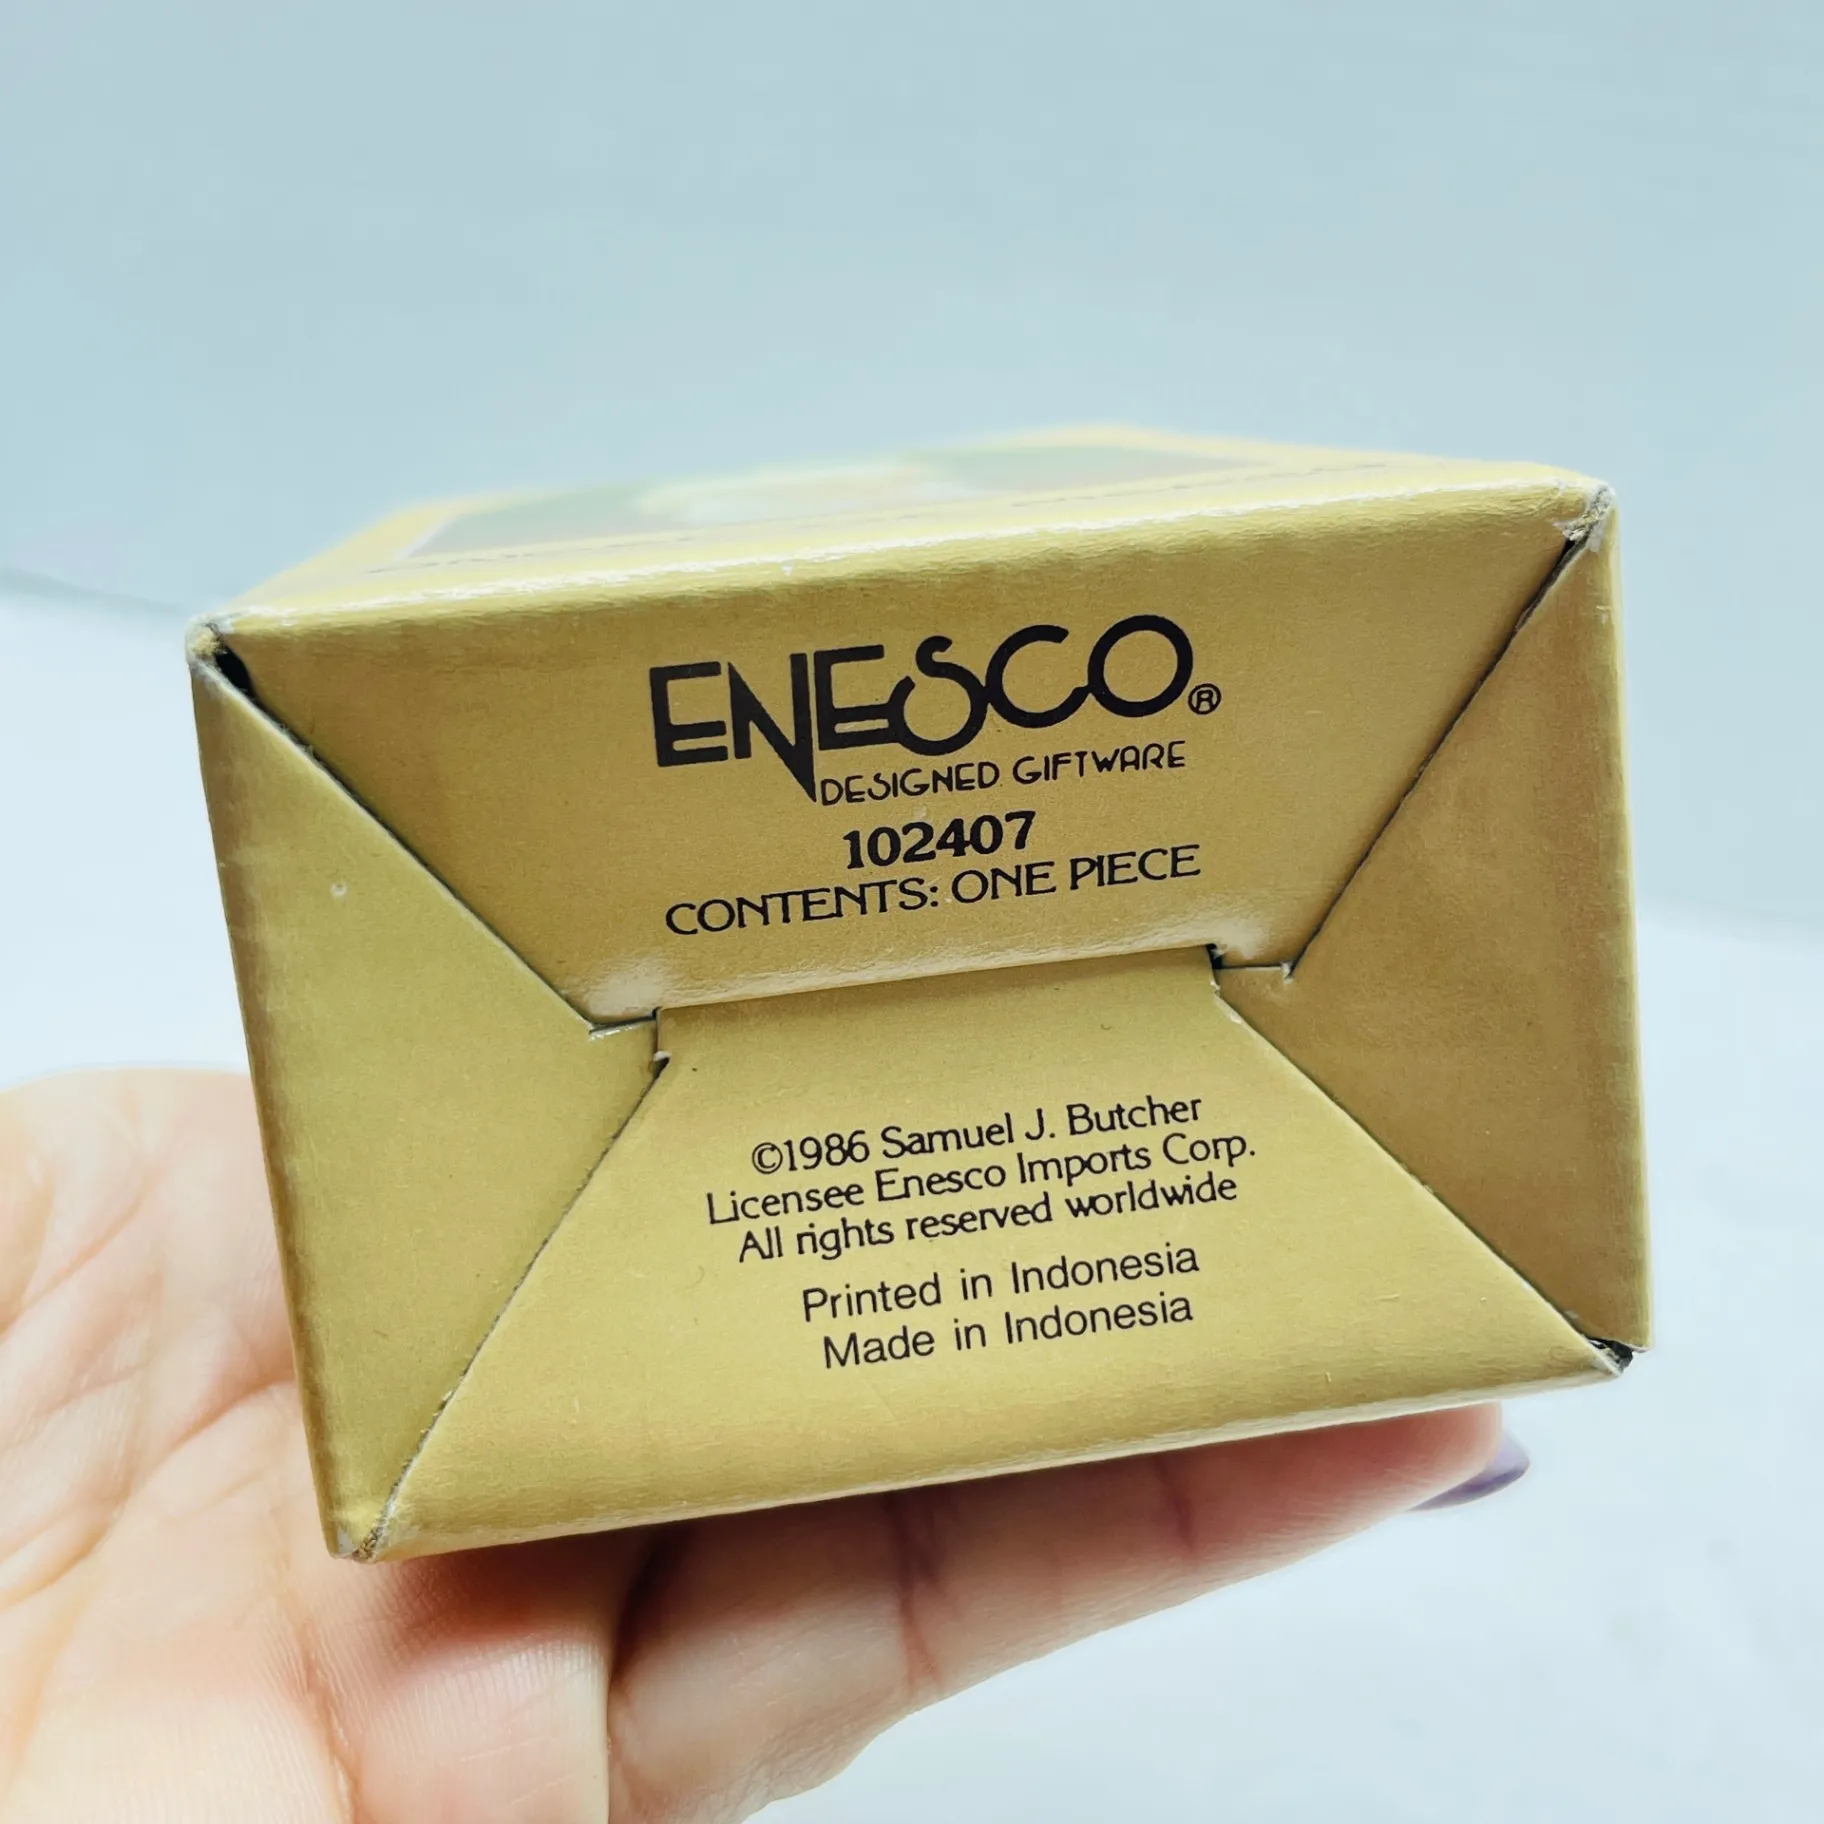 ENESCO®
DESIGNED GIFTWARE
102407
CONTENTS: ONE PIECE
©1986 Samuel J. Butcher
Licensee Enesco Imports Corp.
All rights reserved worldwide
Printed in Indonesia
Made in Indonesia